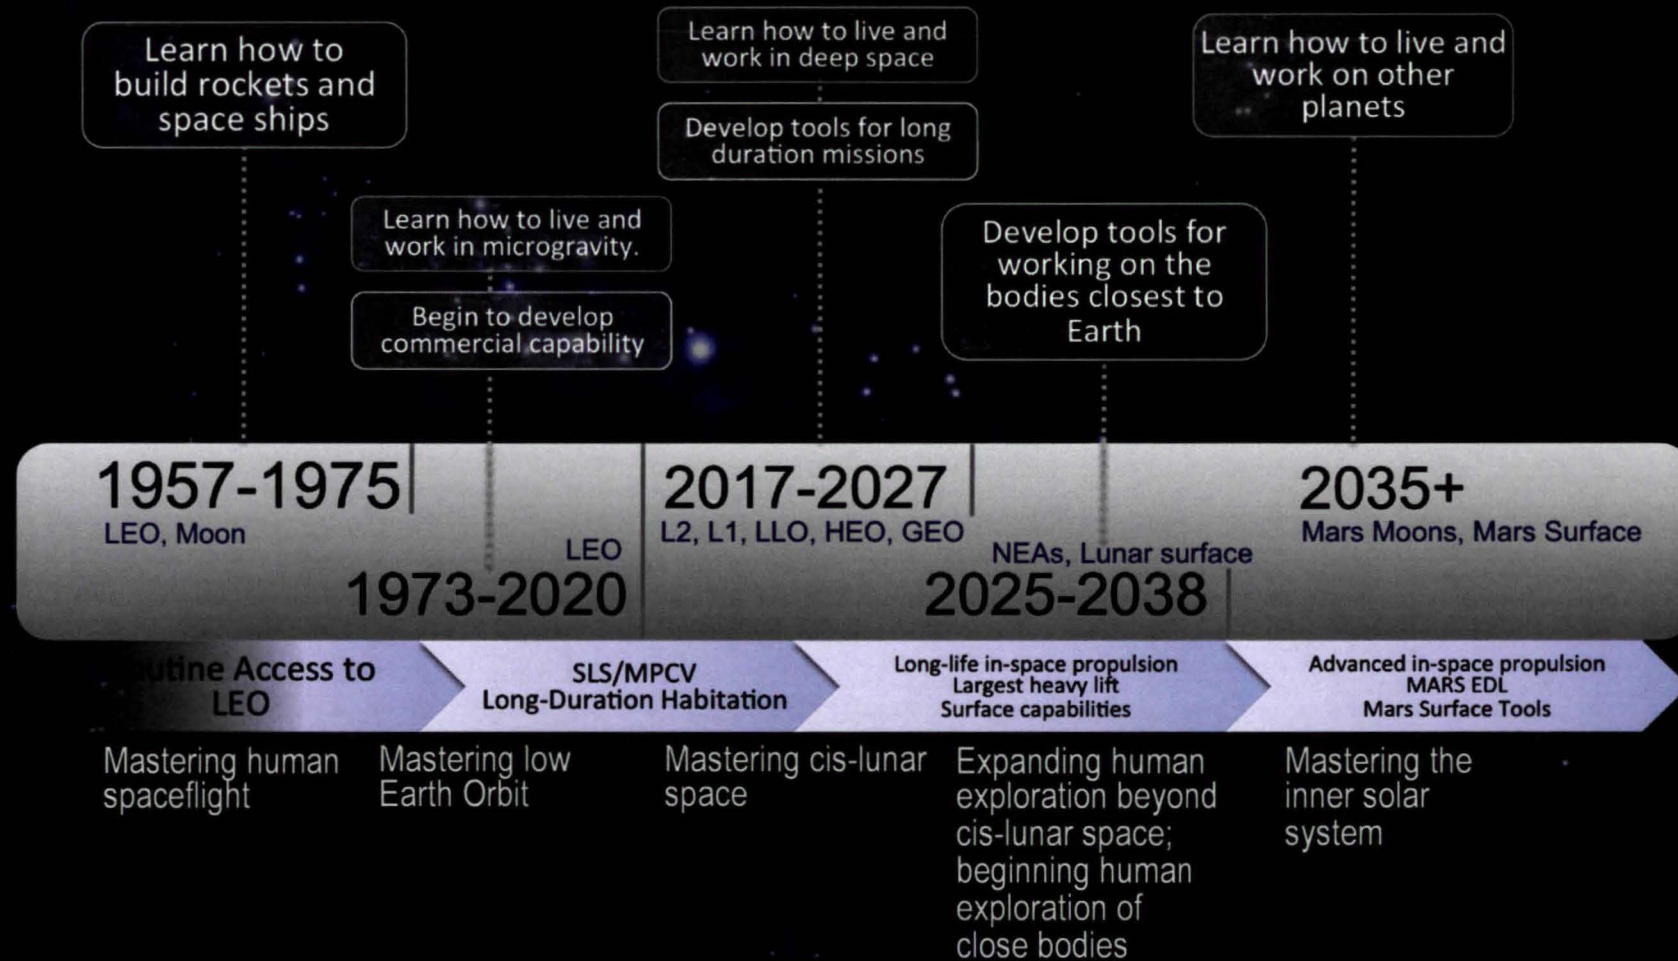 Learn how to
build rockets and
space ships
Learn how to live and
work in microgravity.
Begin to develop
commercial capability
Learn how to live and
work in deep space
Develop tools for long
duration missions
Develop tools for
working on the
bodies closest to
Earth
Learn how to live and
work on other
planets
1957-1975
LEO, Moon
LEO
1973-2020
2017-2027
L2, L1, LLO, HEO, GEO
NEAs, Lunar surface
2025-2038
2035+
Mars Moons, Mars Surface
Access to
LEO
SLS/MPCV
Long-Duration Habitation
Long-life in-space propulsion
Largest heavy lift
Surface capabilities
Advanced in-space propulsion
MARS EDL
Mars Surface Tools
Mastering human
spaceflight
Mastering low
Earth Orbit
Mastering cis-lunar
space
Expanding human
exploration beyond
cis-lunar space;
beginning human
exploration of
close bodies
Mastering the
inner solar
system